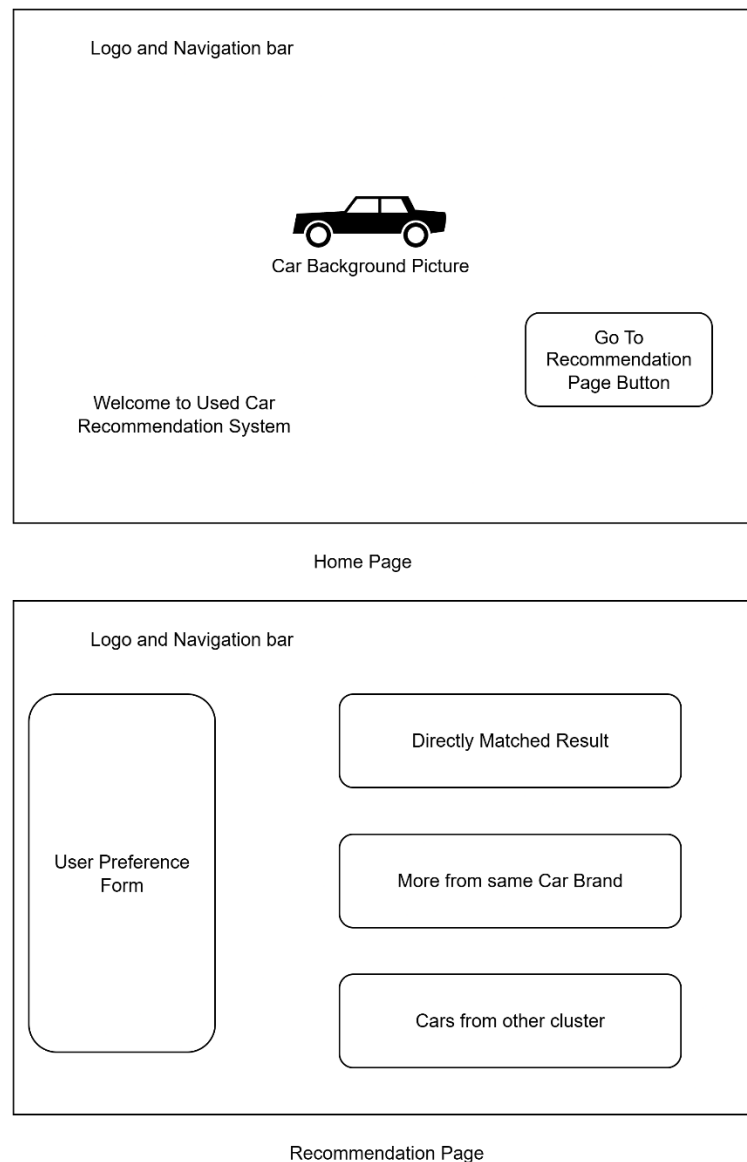 Logo and Navigation bar
Car Background Picture
Go To
Recommendation
Page Button
Welcome to Used Car
Recommendation System
Home Page
Logo and Navigation bar
Directly Matched Result
User Preference
Form
More from same Car Brand
Cars from other cluster
Recommendation Page